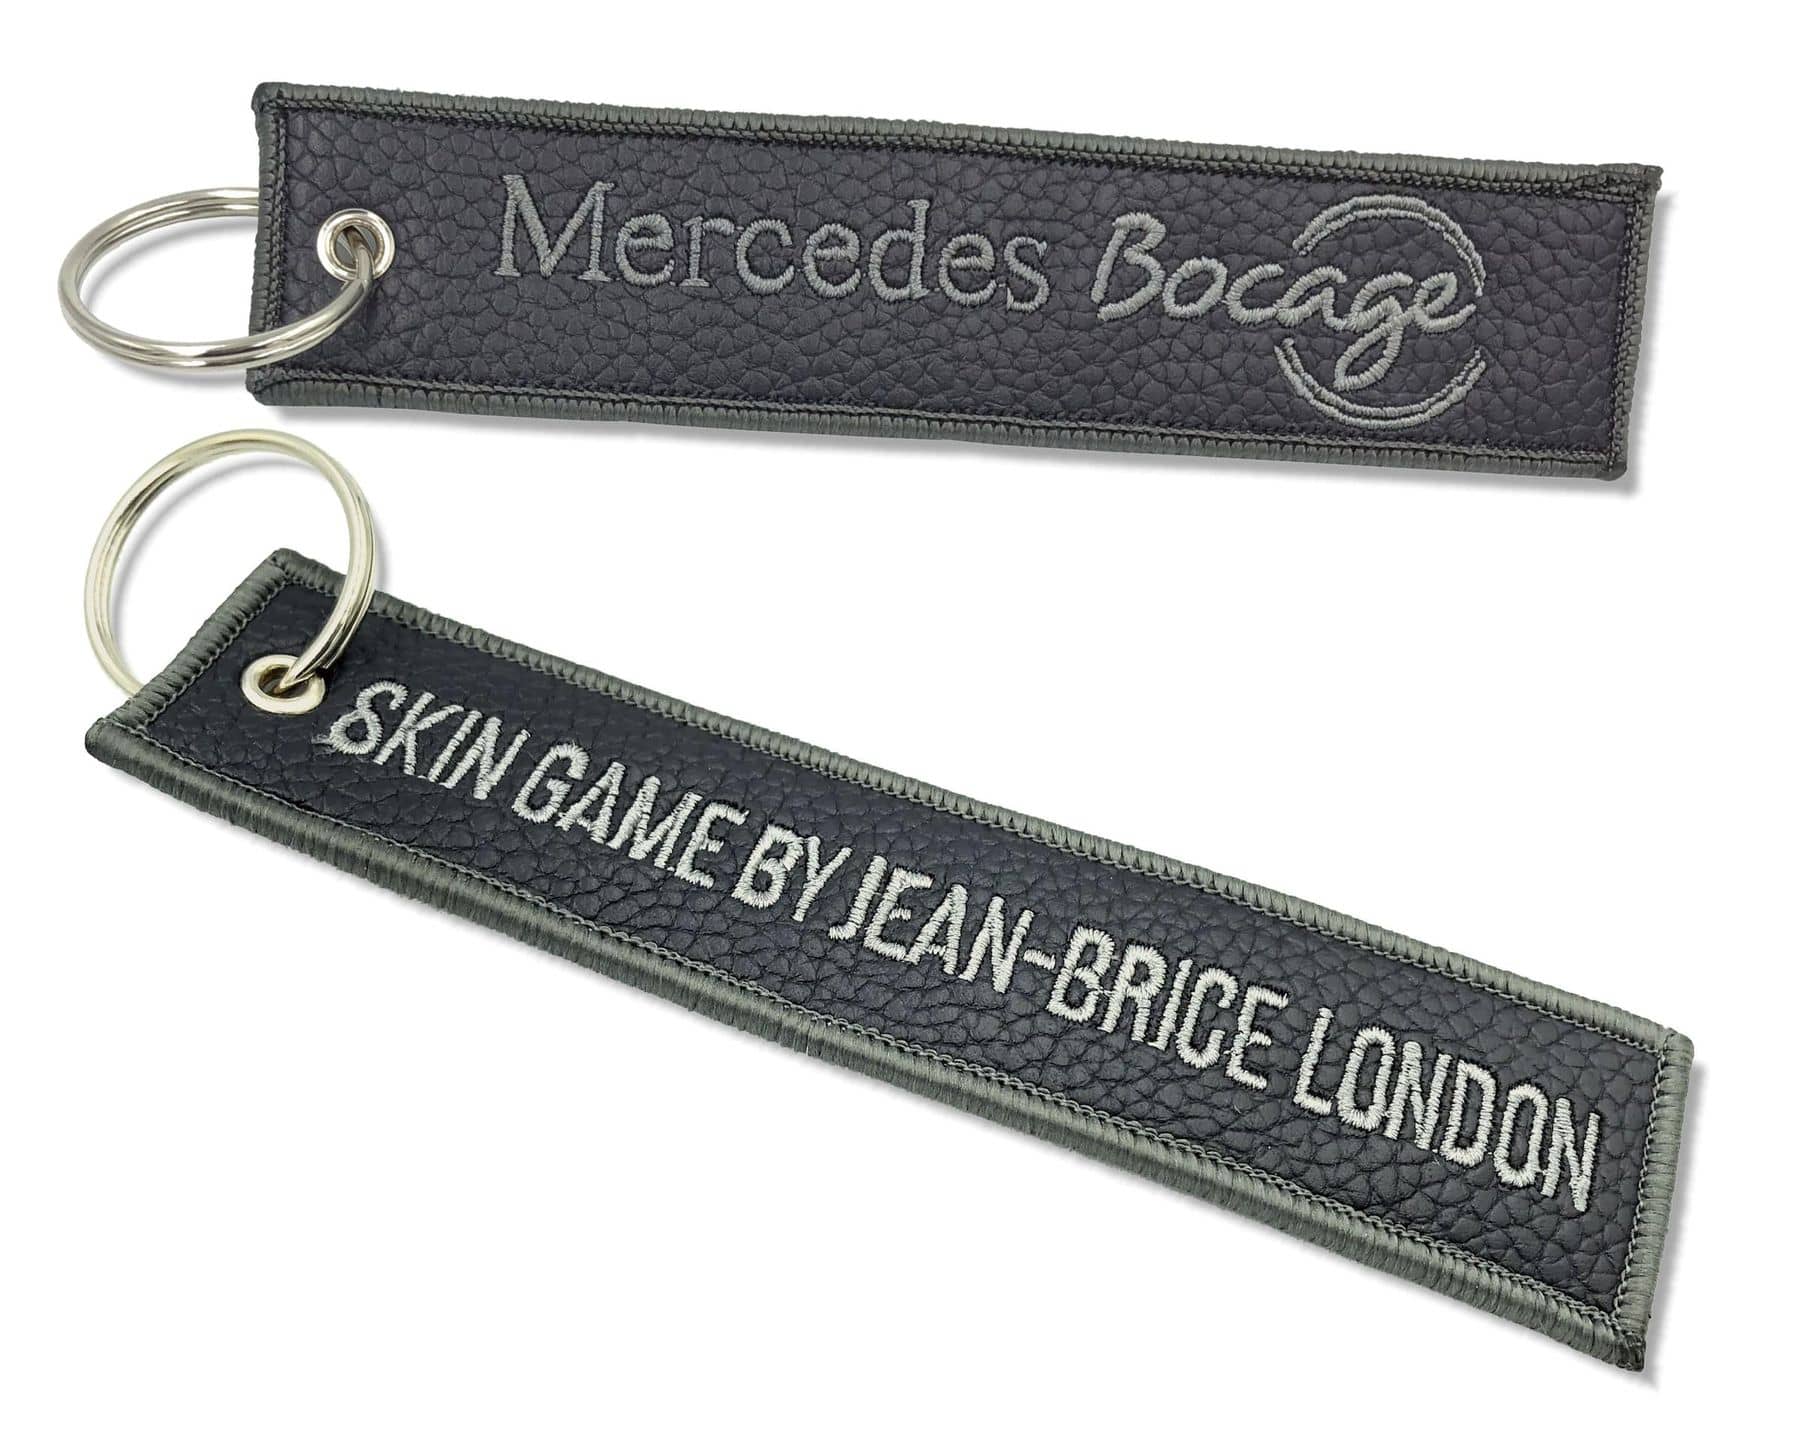 Mercedes Bocage
SKIN GAME BY JEAN-BRICE LONDON